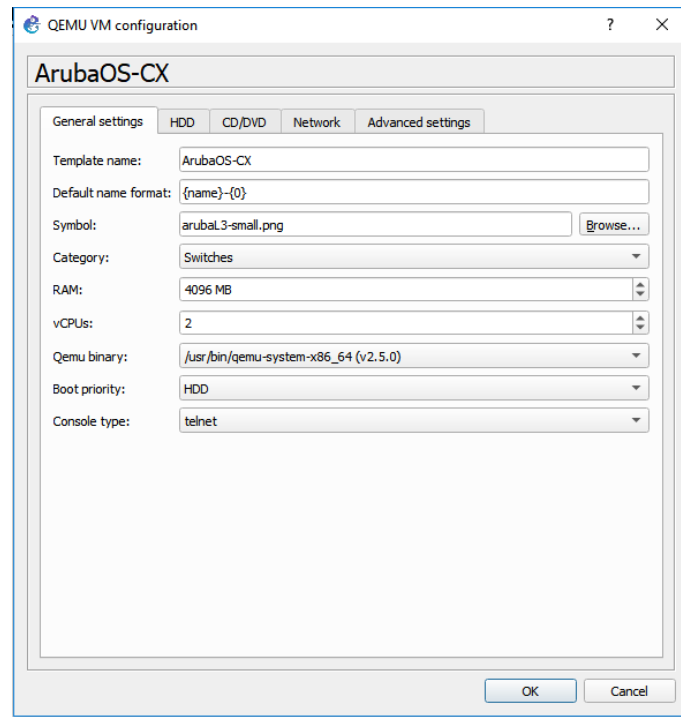 QEMU VM configuration ? ×
ArubaOS-CX
General settings HDD CD/DVD Network Advanced settings
Template name: ArubaOS-CX
Default name format: {name}-{0}
Symbol: arubaL3-small.png Browse...
Category: Switches
RAM: 4096 MB
vCPUs: 2
Qemu binary: /usr/bin/qemu-system-x86_64 (v2.5.0)
Boot priority: HDD
Console type: telnet
OK Cancel